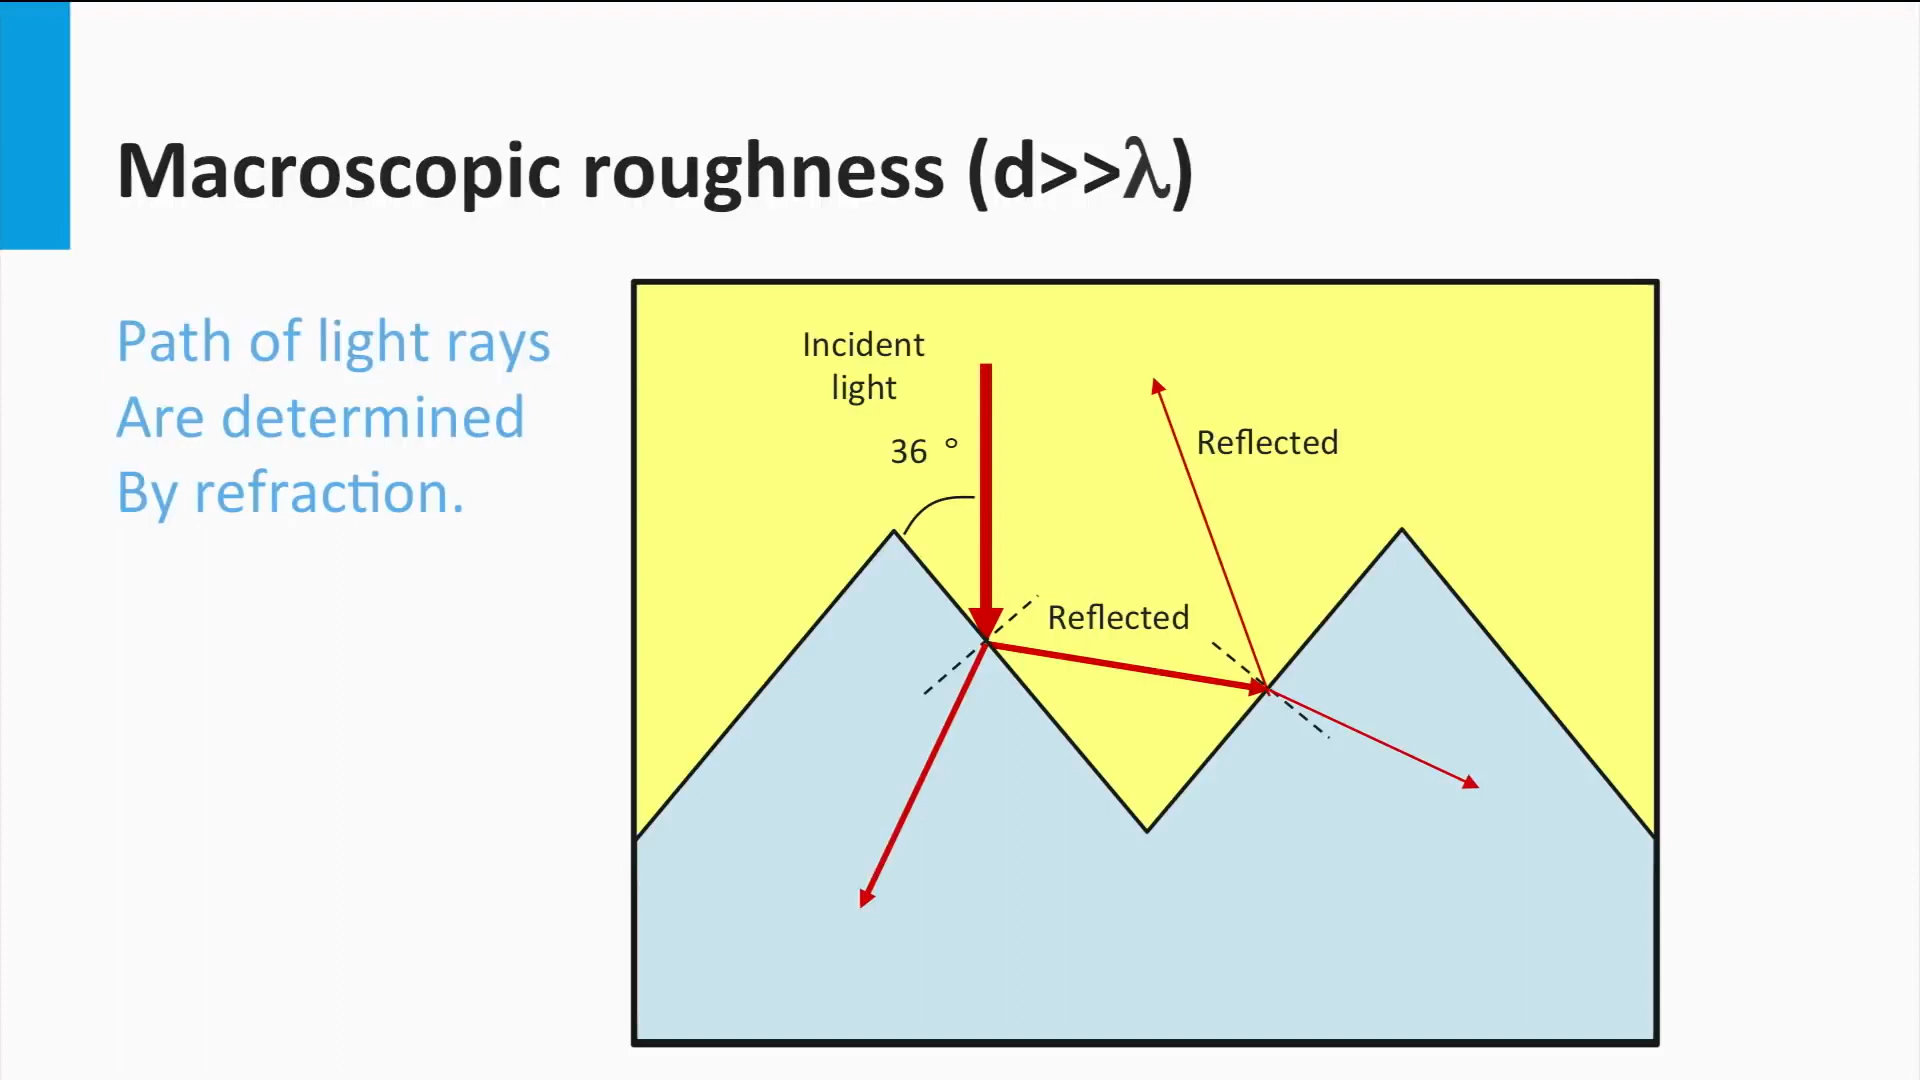 Macroscopic roughness (d>>λ)
Path of light rays
Are determined
By refraction.
Incident
light
36 °
Reflected
Reflected